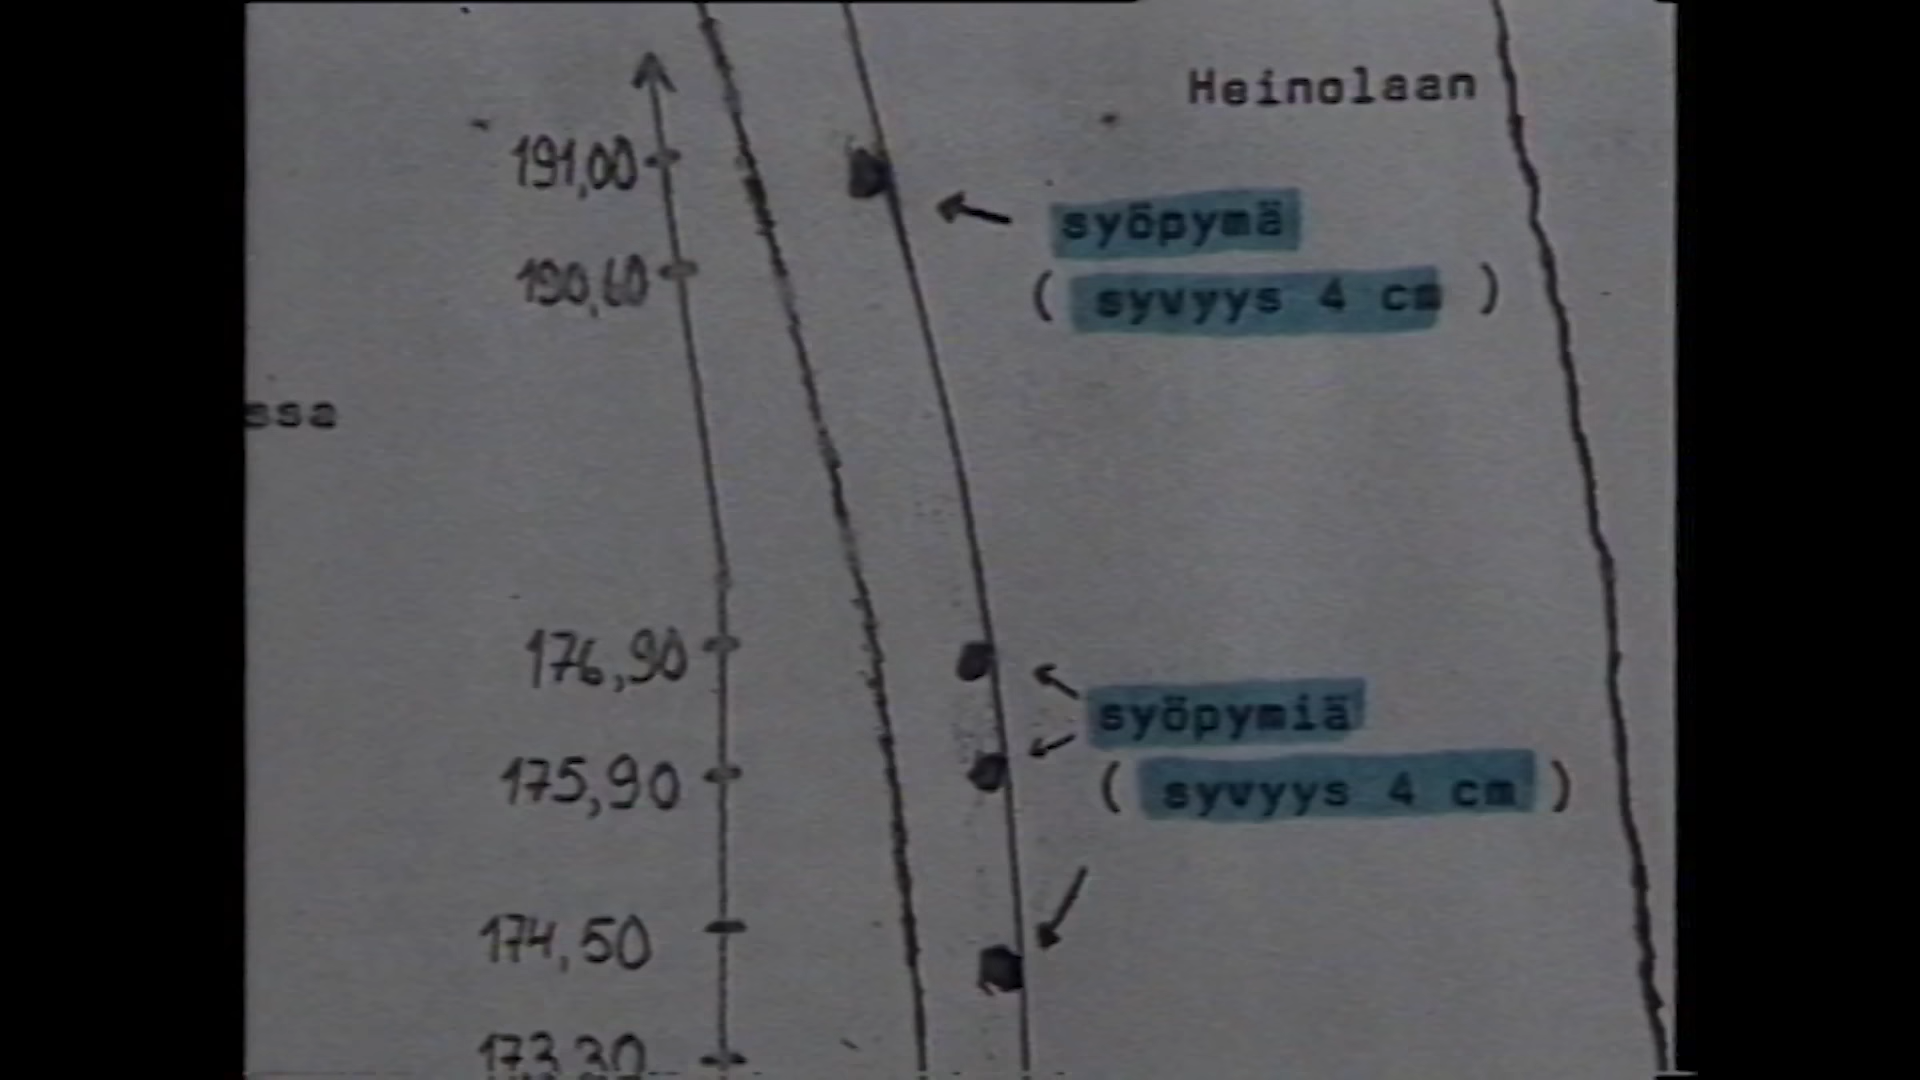 Heinolaan
191,00
syöpymä
190,60
( syvyys 4 cm )
ssa
176,90
syöpymiä
175,90
( syvyys 4 cm )
174,50
173,30